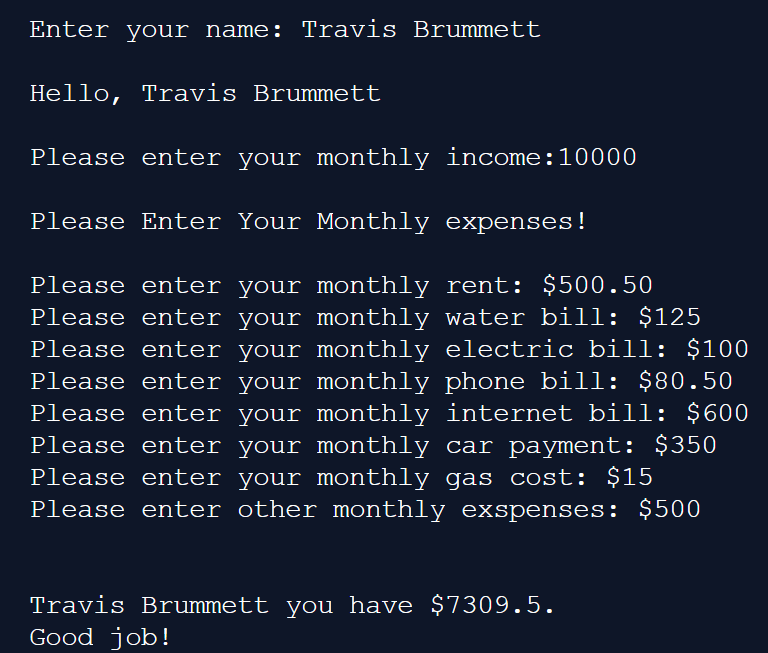 Enter your name: Travis Brummett
Hello, Travis Brummett
Please enter your monthly income:10000
Please Enter Your Monthly expenses!
Please enter your monthly rent: $500.50
Please enter your monthly water bill: $125
Please enter your monthly electric bill: $100
Please enter your monthly phone bill: $80.50
Please enter your monthly internet bill: $600
Please enter your monthly car payment: $350
Please enter your monthly gas cost: $15
Please enter other monthly exspenses: $500
Travis Brummett you have $7309.5.
Good job!